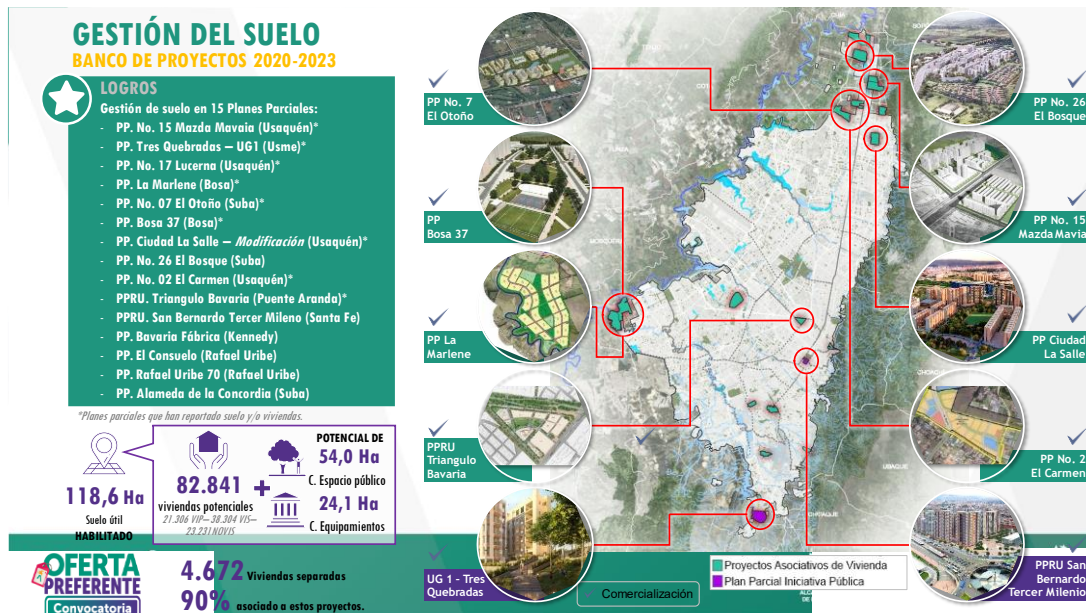 GESTIÓN DEL SUELO
BANCO DE PROYECTOS 2020-2023
LOGROS
Gestión de suelo en 15 Planes Parciales:
- PP. No. 15 Mazda Mavaia (Usaquén)*
- PP. Tres Quebradas – UG1 (Usme)*
- PP. No. 17 Lucerna (Usaquén)*
- PP. La Marlene (Bosa)*
- PP. No. 07 El Otoño (Suba)*
- PP. Bosa 37 (Bosa)*
- PP. Ciudad La Salle – Modificación (Usaquén)*
- PP. No. 26 El Bosque (Suba)
- PP. No. 02 El Carmen (Usaquén)*
- PPRU. Triangulo Bavaria (Puente Aranda)*
- PPRU. San Bernardo Tercer Mileno (Santa Fe)
PP. Bavaria Fábrica (Kennedy)
- PP. El Consuelo (Rafael Uribe)
- PP. Rafael Uribe 70 (Rafael Uribe)
- PP. Alameda de la Concordia (Suba)
*Planes parciales que han reportado suelo y/o viviendas.
118,6 Ha
Suelo útil
HABILITADO
82.841
viviendas potenciales
21.306 VIP–38.304 VIS–
23.231 NOVIS
+
POTENCIAL DE
54,0 Ha
C. Espacio público
24,1 Ha
C. Equipamientos
OFERTA
PREFERENTE
Convocatoria
4.672 Viviendas separadas
90% asociado a estos proyectos.
PP No. 7
El Otoño
PP
Bosa 37
PP La
Marlene
PPRU
Triangulo
Bavaria
UG 1 - Tres
Quebradas
PP No. 26
El Bosque
PP No. 15
Mazda Mavia
PP Ciudad
La Salle
PP No. 2
El Carmen
PPRU San
Bernardo
Tercer Milenio
Proyectos Asociativos de Vivienda
Plan Parcial Iniciativa Pública
Comercialización
UBAQUE